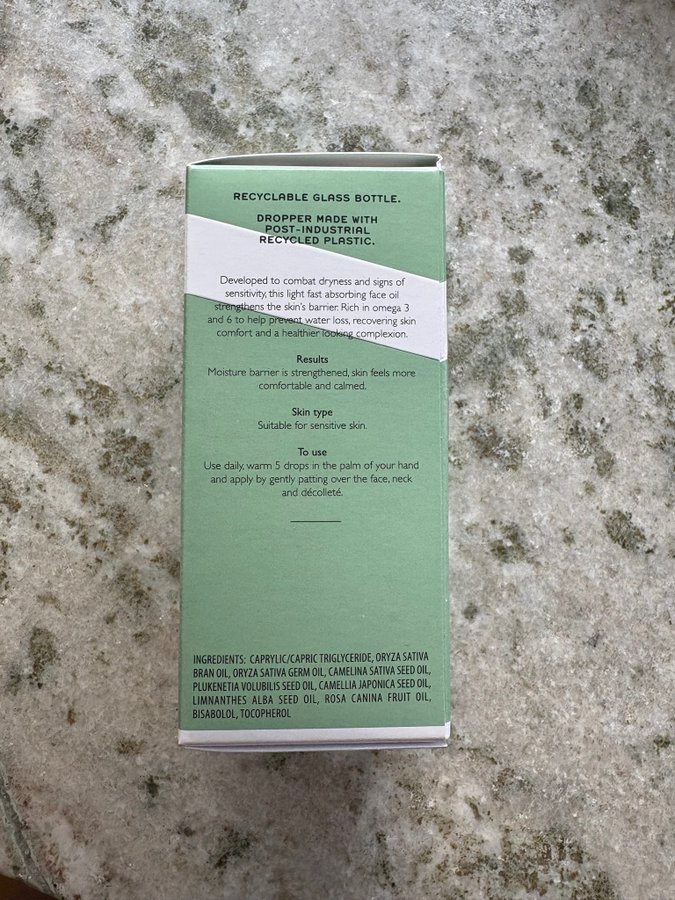 RECYCLABLE GLASS BOTTLE.
DROPPER MADE WITH
POST-INDUSTRIAL
RECYCLED PLASTIC.
Developed to combat dryness and signs of
sensitivity, this light fast absorbing face oil
strengthens the skin's barrier. Rich in omega 3
and 6 to help prevent water loss, recovering skin
comfort and a healthier looking complexion.
Results
Moisture barrier is strengthened, skin feels more
comfortable and calmed.
Skin type
Suitable for sensitive skin.
To use
Use daily, warm 5 drops in the palm of your hand
and apply by gently patting over the face, neck
and décolleté.
INGREDIENTS: CAPRYLIC/CAPRIC TRIGLYCERIDE, ORYZA SATIVA
BRAN OIL, ORYZA SATIVA GERM OIL, CAMELINA SATIVA SEED OIL,
PLUKENETIA VOLUBILIS SEED OIL, CAMELLIA JAPONICA SEED OIL,
LIMNANTHES ALBA SEED OIL, ROSA CANINA FRUIT OIL,
BISABOLOL, TOCOPHEROL